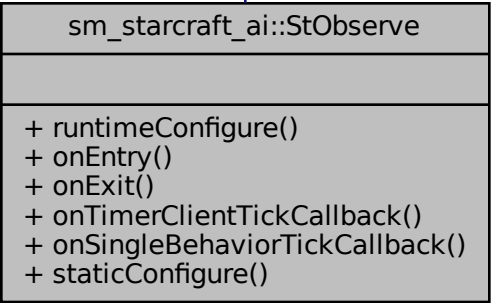 sm_starcraft_ai::StObserve
+ runtimeConfigure()
+ onEntry()
+ onExit()
+ onTimerClientTickCallback()
+ onSingleBehaviorTickCallback()
+ staticConfigure()